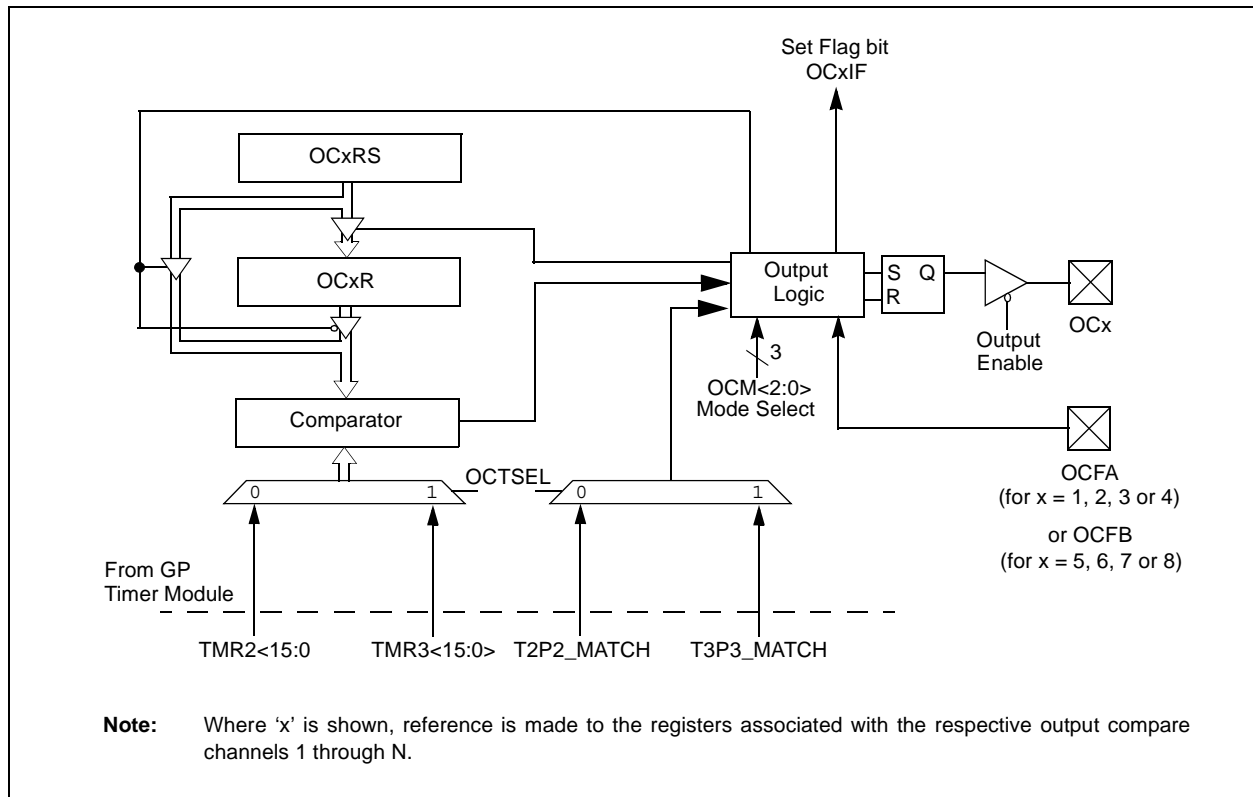 Set Flag bit
OCxIF
OCxRS
OCxR
Output
Logic
S Q
R
OCx
Output
Enable
3
OCM<2:0>
Mode Select
Comparator
OCTSEL
0 1
0 1
OCFA
(for x = 1, 2, 3 or 4)
or OCFB
(for x = 5, 6, 7 or 8)
From GP
Timer Module
TMR2<15:0 TMR3<15:0> T2P2_MATCH T3P3_MATCH
Note: Where ‘x’ is shown, reference is made to the registers associated with the respective output compare
channels 1 through N.